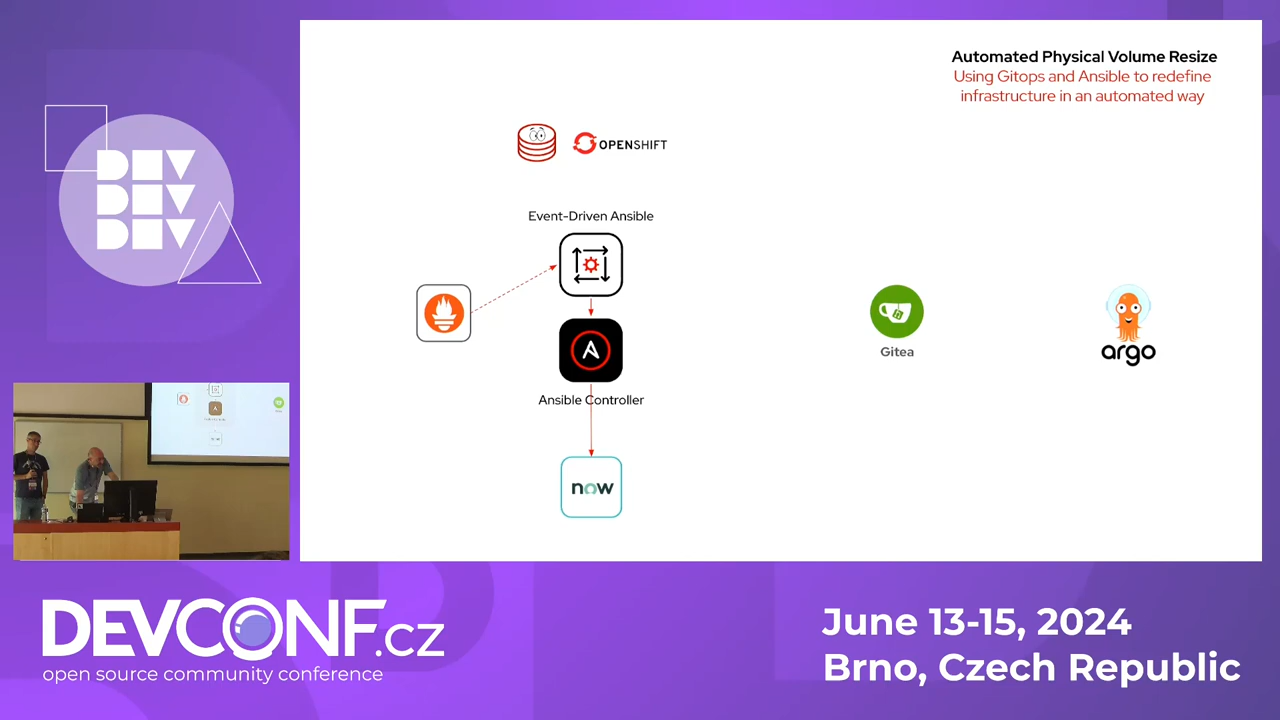 Automated Physical Volume Resize
Using Gitops and Ansible to redefine
infrastructure in an automated way
OPENSHIFT
Event-Driven Ansible
Ansible Controller
now
Gitea
argo
DEV
DEV
DEV
DEVCONF.cz
open source community conference
June 13-15, 2024
Brno, Czech Republic